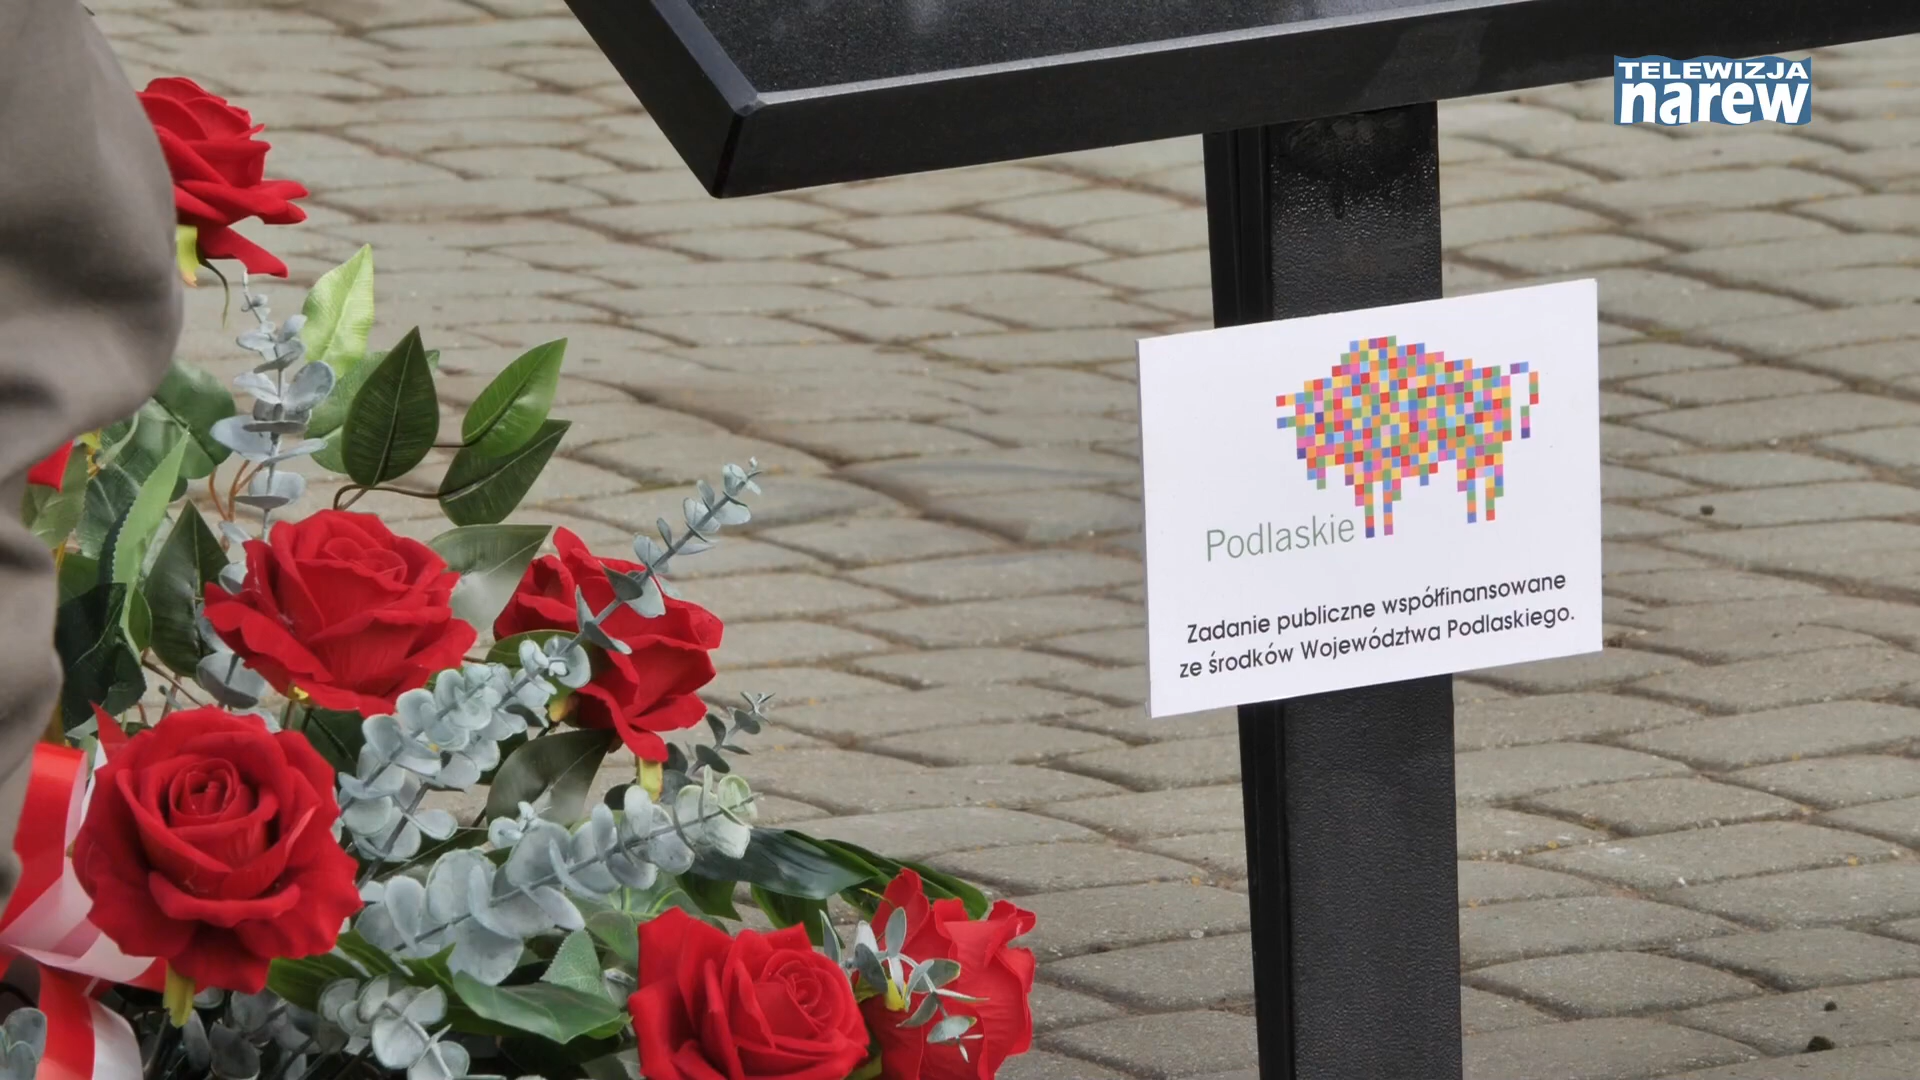 TELEWIZJA
narew
Podlaskie
Zadanie publiczne współfinansowane
ze środków Województwa Podlaskiego.